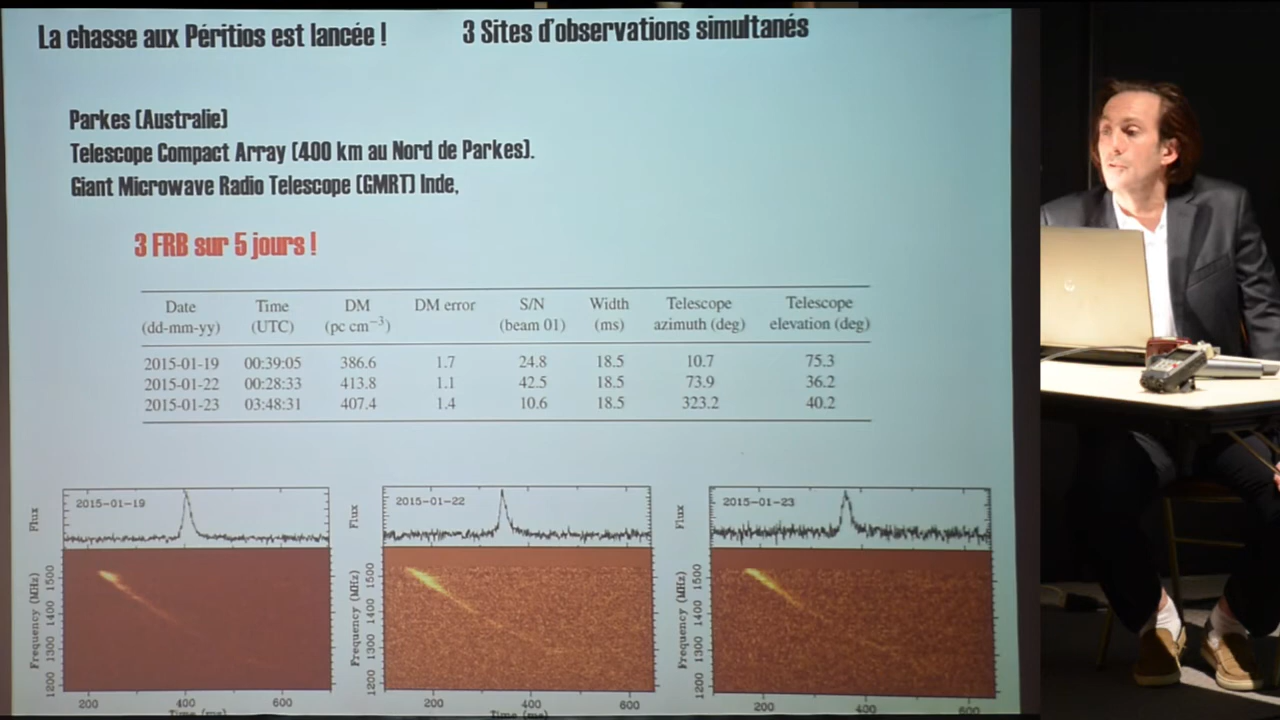 La chasse aux Péritios est lancée ! 3 Sites d'observations simultanés
Parkes (Australie)
Telescope Compact Array (400 km au Nord de Parkes).
Giant Microwave Radio Telescope (GMRT) Inde,
3 FRB sur 5 jours !
Date Time DM DM error S/N Width Telescope Telescope
(dd-mm-yy) (UTC) (pc cm⁻³) (beam 01) (ms) azimuth (deg) elevation (deg)
2015-01-19 00:39:05 386.6 1.7 24.8 18.5 10.7 75.3
2015-01-22 00:28:33 413.8 1.1 42.5 18.5 73.9 36.2
2015-01-23 03:48:31 407.4 1.4 10.6 18.5 323.2 40.2
2015-01-19
Flux
Frequency (MHz)
1500
1400
1300
1200
200 400 600
Time (ms)
2015-01-22
Flux
Frequency (MHz)
1500
1400
1300
1200
200 400 600
Time (ms)
2015-01-23
Flux
Frequency (MHz)
1500
1400
1300
1200
200 400 600